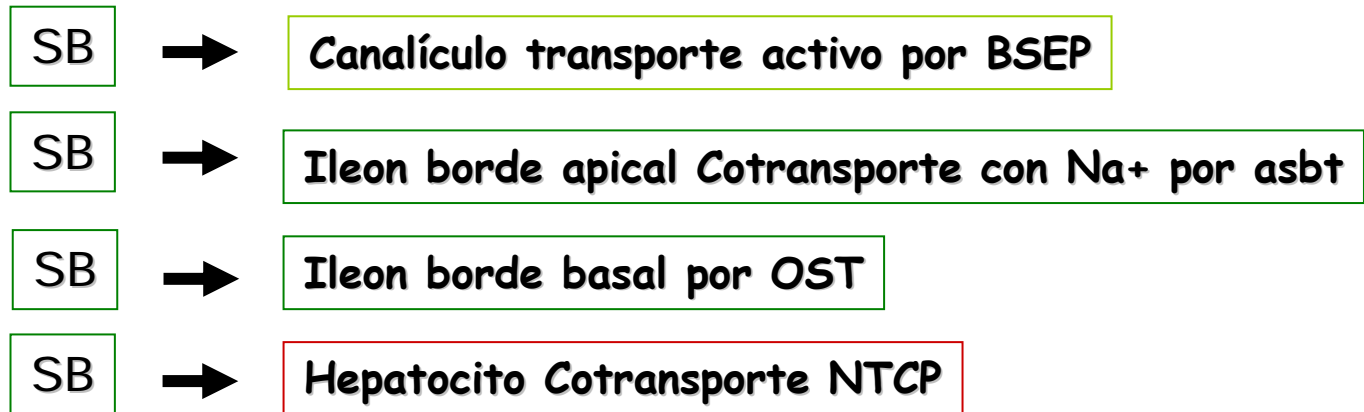 SB Canalículo transporte activo por BSEP
SB Ileon borde apical Cotransporte con Na+ por asbt
SB Ileon borde basal por OST
SB Hepatocito Cotransporte NTCP